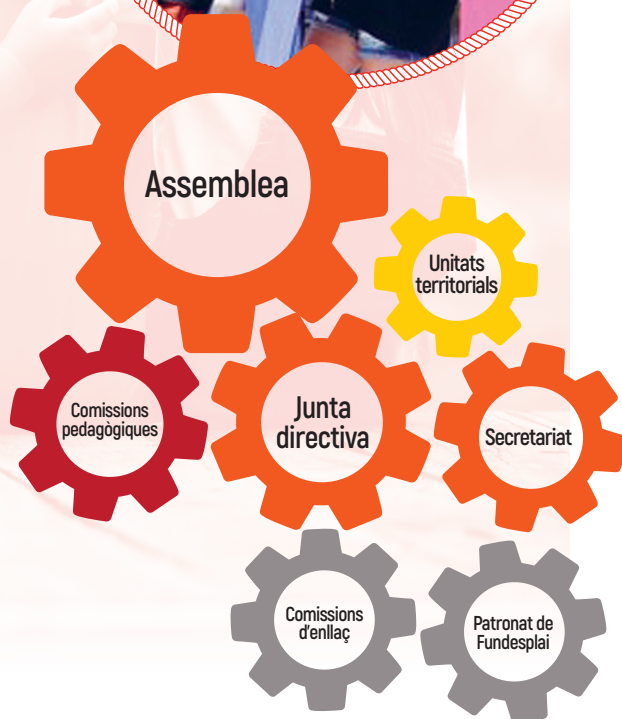 Assemblea
Unitats
territorials
Comissions
pedagògiques
Junta
directiva
Secretariat
Comissions
d'enllaç
Patronat de
Fundesplai